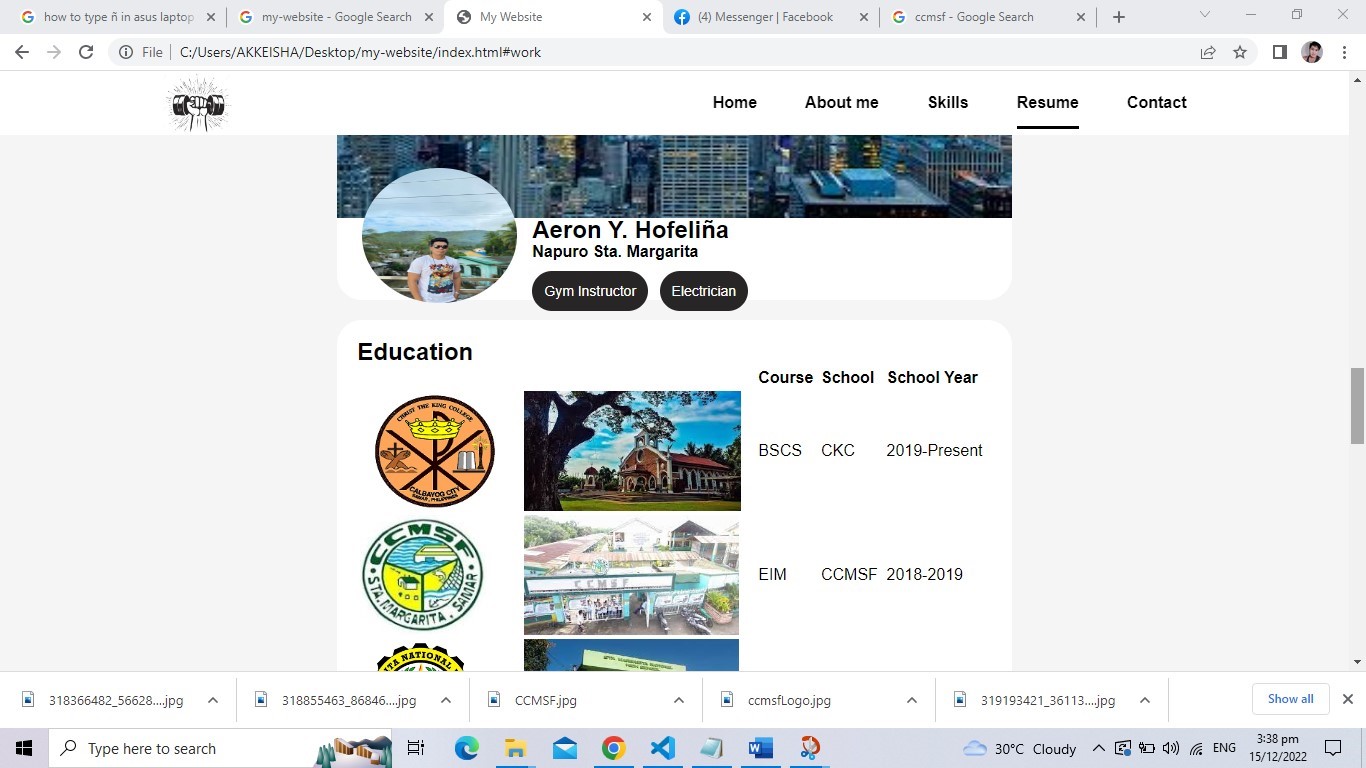 how to type ñ in asus laptop
my-website - Google Search
My Website
(4) Messenger | Facebook
ccmsf - Google Search
File
C:/Users/AKKEISHA/Desktop/my-website/index.html#work
Home About me Skills Resume Contact
Aeron Y. Hofeliña
Napuro Sta. Margarita
Gym Instructor Electrician
Education
Course School School Year
CHRIST THE KING COLLEGE
CALBAYOG CITY
SAMAR, PHILIPPINES
BSCS CKC 2019-Present
CCMSF
STA. MARGARITA, SAMAR
CCMSF
EIM CCMSF 2018-2019
NATIONAL
318366482_56628....jpg
318855463_86846....jpg
CCMSF.jpg
ccmsfLogo.jpg
319193421_36113....jpg
Show all
Type here to search
30°C Cloudy
ENG
3:38 pm
15/12/2022